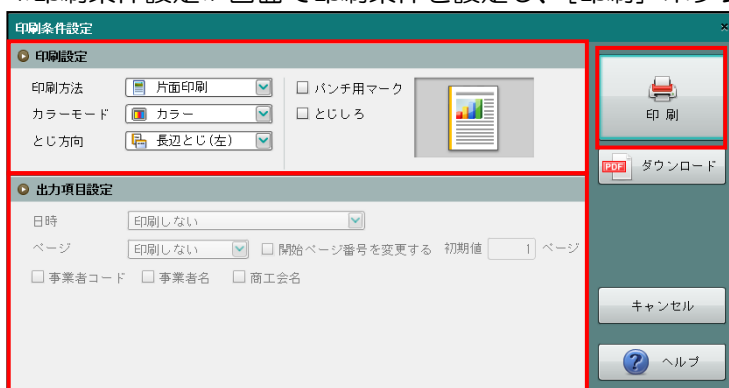 印刷条件設定
印刷設定
印刷方法 片面印刷 パンチ用マーク
カラーモード カラー とじしろ
とじ方向 長辺とじ(左)
印 刷
PDF ダウンロード
出力項目設定
日時 印刷しない
ページ 印刷しない 開始ページ番号を変更する 初期値 1 ページ
事業者コード 事業者名 商工会名
キャンセル
? ヘルプ